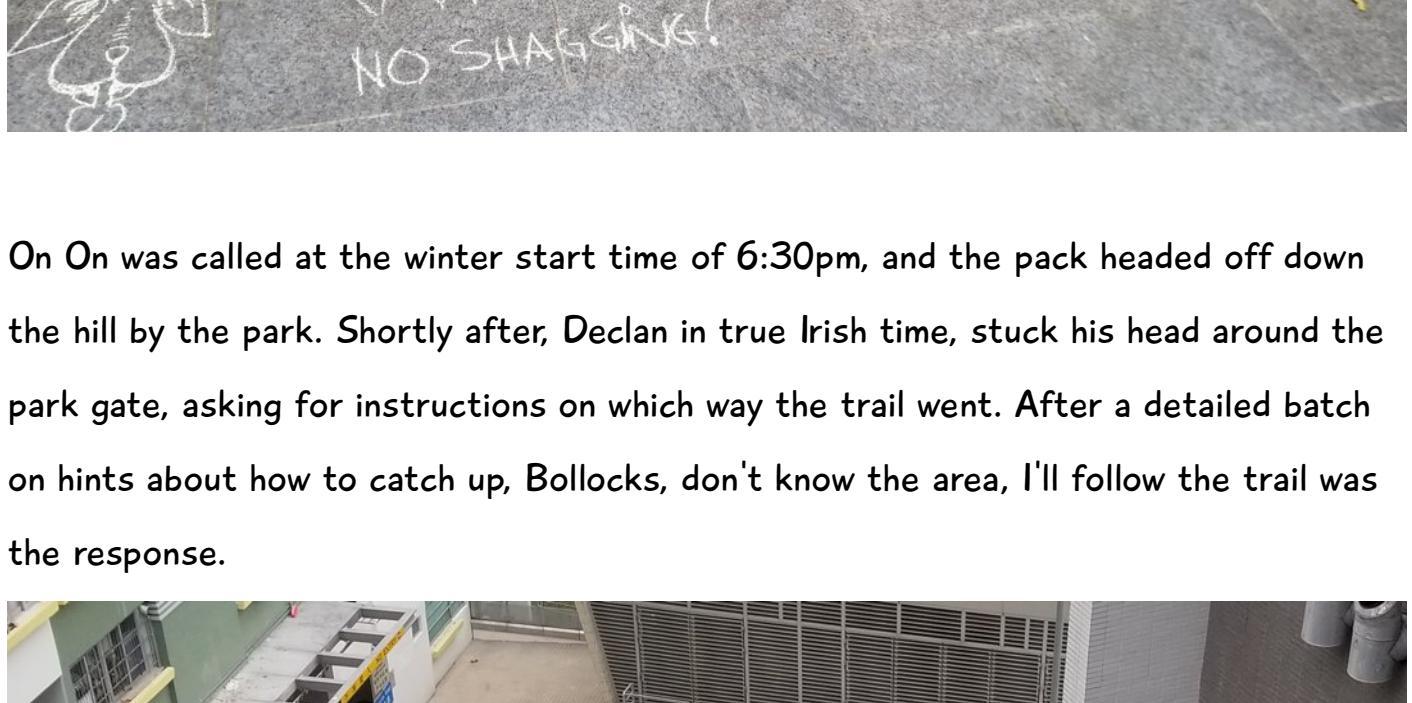 NO SHAGGING!
On On was called at the winter start time of 6:30pm, and the pack headed off down
the hill by the park. Shortly after, Declan in true Irish time, stuck his head around the
park gate, asking for instructions on which way the trail went. After a detailed batch
on hints about how to catch up, Bollocks, don't know the area, I'll follow the trail was
the response.